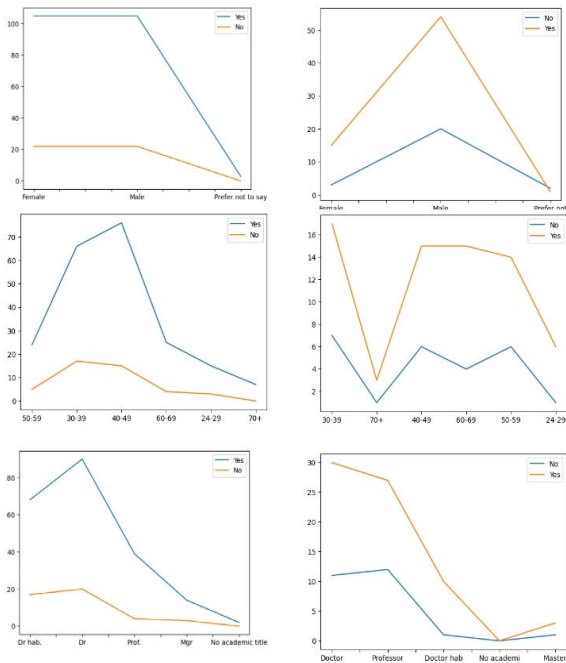 100
80
60
40
20
0
Yes
No
Female Male Prefer not to say
50
40
30
20
10
0
No
Yes
Female Male Prefer not
70
60
50
40
30
20
10
0
Yes
No
50-59 30-39 40-49 60-69 24-29 70+
16
14
12
10
8
6
4
2
No
Yes
30-39 70+ 40-49 60-69 50-59 24-29
80
60
40
20
0
Yes
No
Dr hab. Dr Prof. Mgr No academic title
30
25
20
15
10
5
0
No
Yes
Doctor Professor Doctor hab No academi Master